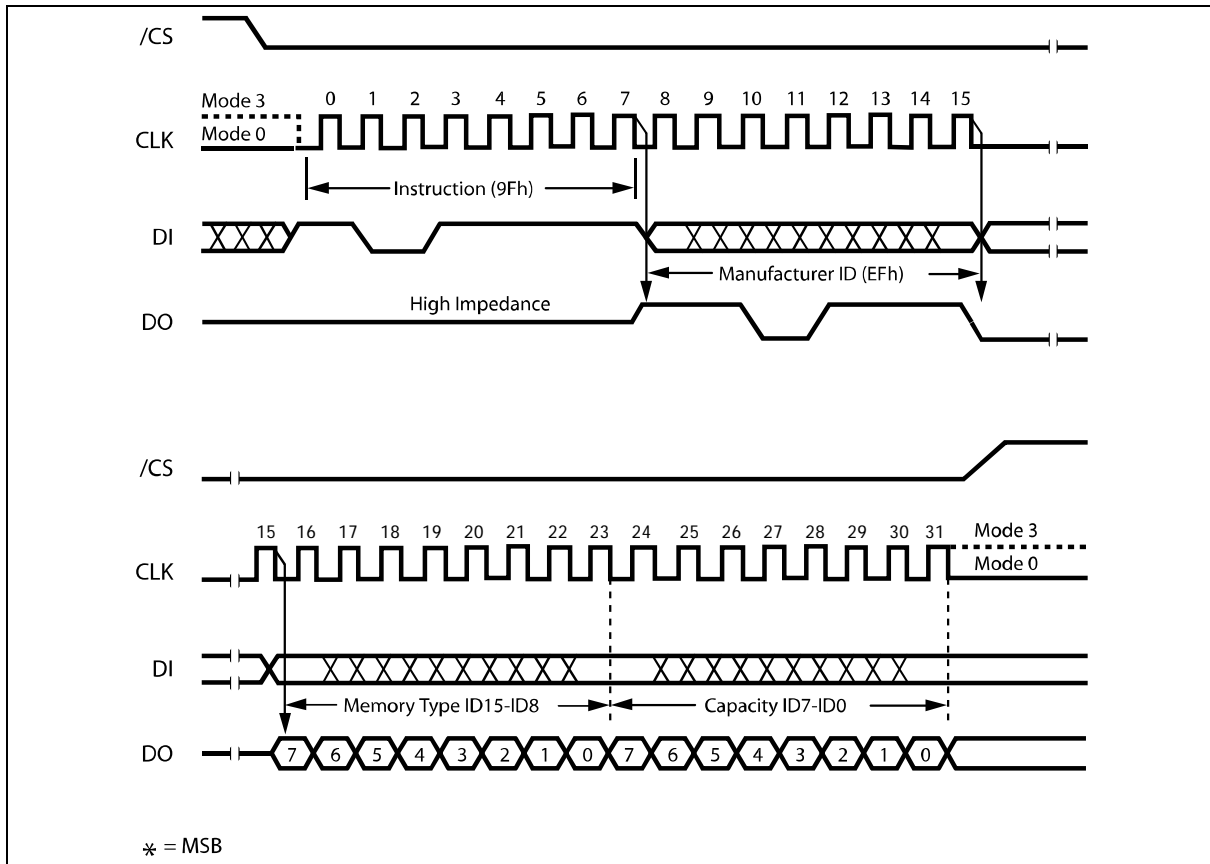 /CS
Mode 3
0 1 2 3 4 5 6 7 8 9 10 11 12 13 14 15
CLK
Mode 0
Instruction (9Fh)
DI
Manufacturer ID (EFh)
High Impedance
DO
/CS
15 16 17 18 19 20 21 22 23 24 25 26 27 28 29 30 31
Mode 3
CLK
Mode 0
DI
Memory Type ID15-ID8
Capacity ID7-ID0
DO
7 6 5 4 3 2 1 0 7 6 5 4 3 2 1 0
* = MSB